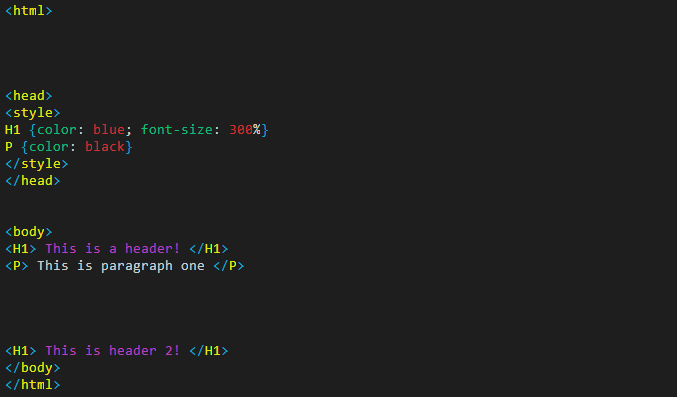 <html>
<head>
<style>
H1 {color: blue; font-size: 300%}
P {color: black}
</style>
</head>
<body>
<H1> This is a header! </H1>
<P> This is paragraph one </P>
<H1> This is header 2! </H1>
</body>
</html>